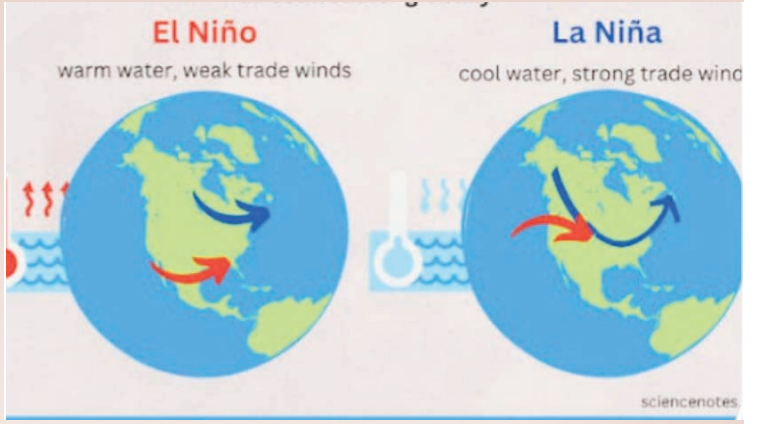 El Niño
La Niña
warm water, weak trade winds
cool water, strong trade wind
sciencenotes.